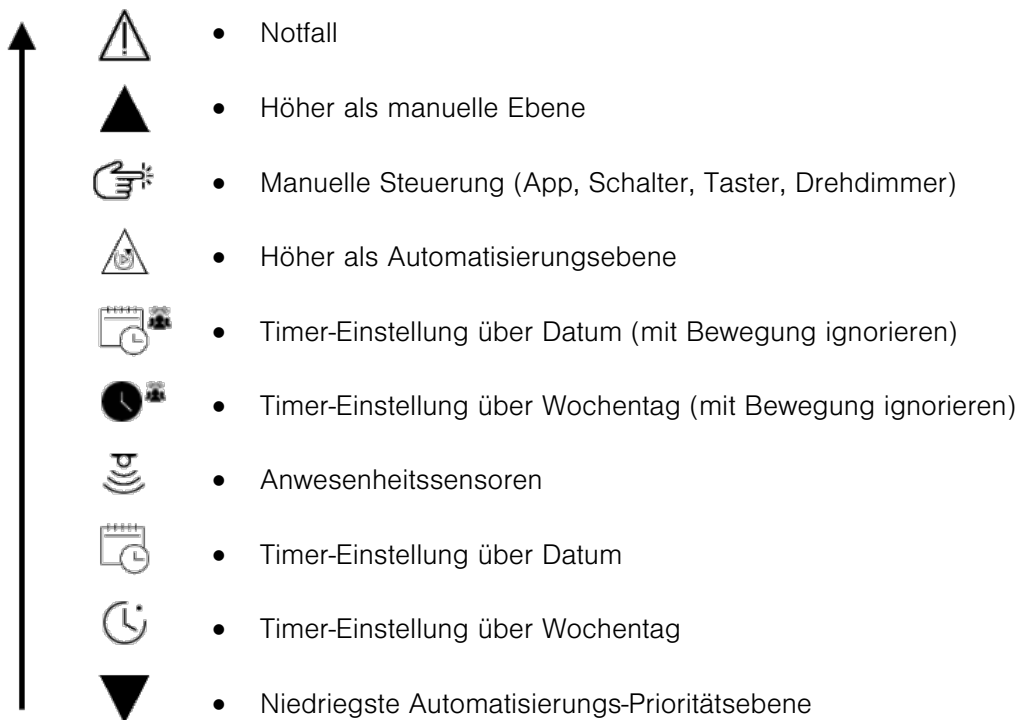 • Notfall
• Höher als manuelle Ebene
• Manuelle Steuerung (App, Schalter, Taster, Drehdimmer)
• Höher als Automatisierungsebene
• Timer-Einstellung über Datum (mit Bewegung ignorieren)
• Timer-Einstellung über Wochentag (mit Bewegung ignorieren)
• Anwesenheitssensoren
• Timer-Einstellung über Datum
• Timer-Einstellung über Wochentag
• Niedriegste Automatisierungs-Prioritätsebene